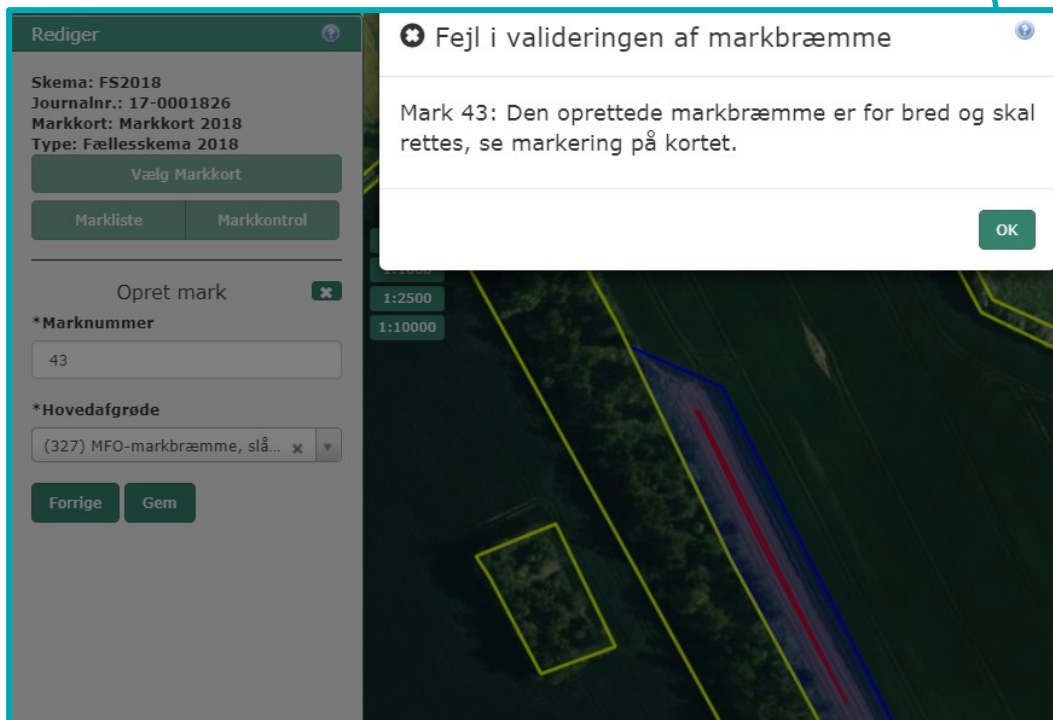 Rediger
Skema: FS2018
Journalnr.: 17-0001826
Markkort: Markkort 2018
Type: Fællesskema 2018
Vælg Markkort
Markliste Markkontrol
Opret mark
*Marknummer
43
*Hovedafgrøde
(327) MFO-markbræmme, slå...
Forrige Gem
Fejl i valideringen af markbræmme
Mark 43: Den oprettede markbræmme er for bred og skal
rettes, se markering på kortet.
OK
1:2500
1:10000